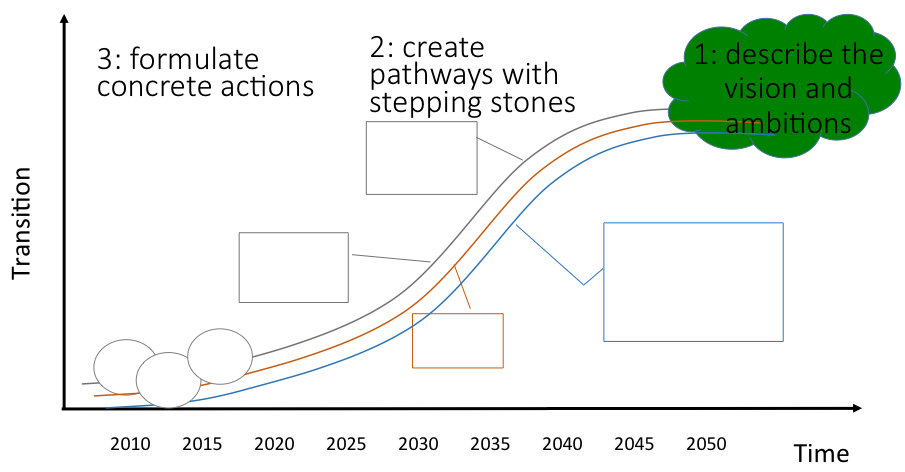 3: formulate
concrete actions
2: create
pathways with
stepping stones
1: describe the
vision and
ambitions
Transition
2010 2015 2020 2025 2030 2035 2040 2045 2050
Time